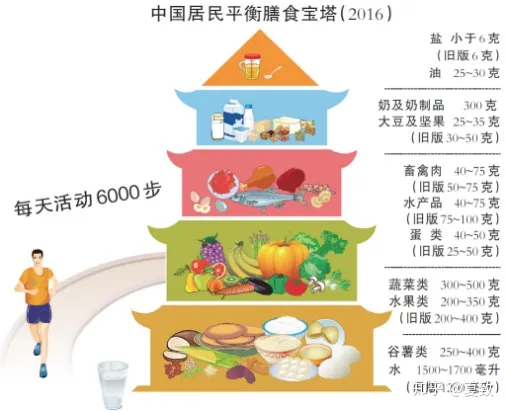 中国居民平衡膳食宝塔(2016)
盐 小于6克
(旧版6克)
油 25~30克
奶及奶制品 300克
大豆及坚果 25~35克
(旧版30~50克)
畜禽肉 40~75克
(旧版50~75克)
水产品 40~75克
(旧版75~100克)
蛋 类 40~50克
(旧版25~50克)
每天活动6000步
蔬菜类 300~500克
水果类 200~350克
(旧版200~400克)
谷薯类 250~400克
水 1500~1700毫升
知乎